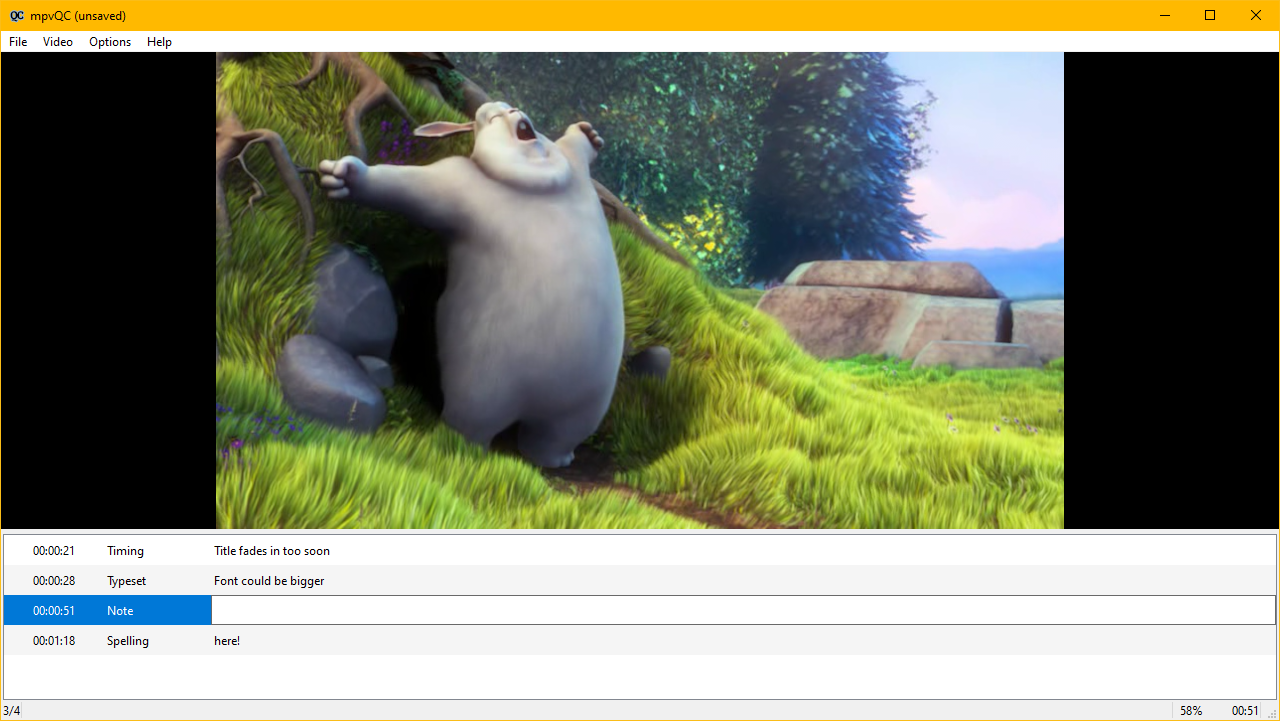 QC mpvQC (unsaved)
File Video Options Help
00:00:21 Timing Title fades in too soon
00:00:28 Typeset Font could be bigger
00:00:51 Note
00:01:18 Spelling here!
3/4 58% 00:51